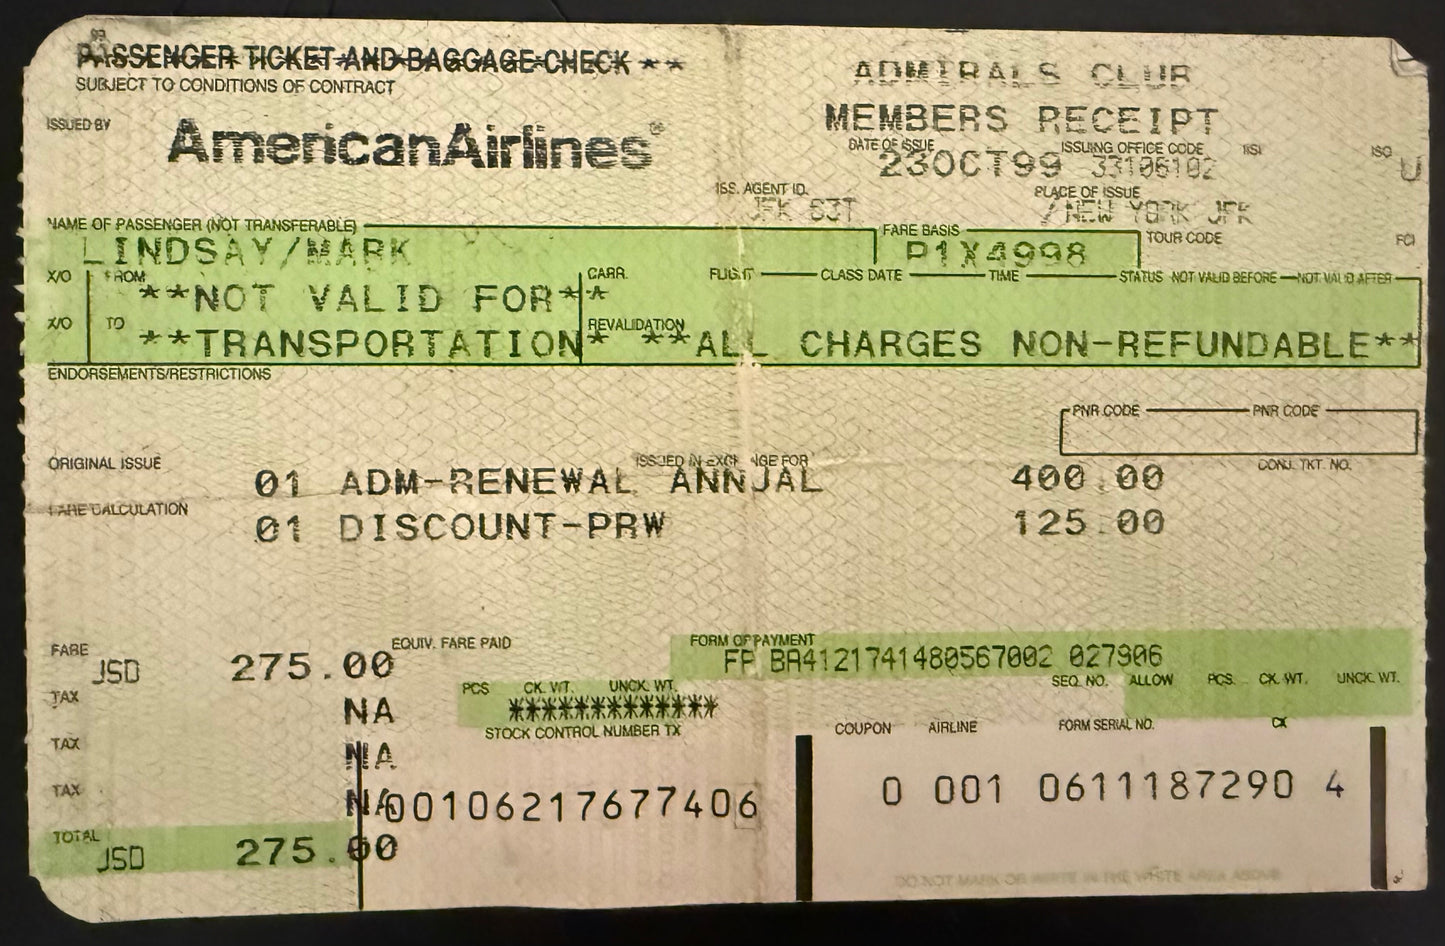 PASSENGER TICKET AND BAGGAGE CHECK **
SUBJECT TO CONDITIONS OF CONTRACT
ADMIRALS CLUB
MEMBERS RECEIPT
ISSUED BY
AmericanAirlines®
DATE OF ISSUE ISSUING OFFICE CODE
23OCT99 33106102 U
ISS. AGENT ID. PLACE OF ISSUE
JFK 63T /NEW YORK JFK
NAME OF PASSENGER (NOT TRANSFERABLE) FARE BASIS TOUR CODE FCI
LINDSAY/MARK P1X4998
X/O FROM CARR. FLIGHT CLASS DATE TIME STATUS NOT VALID BEFORE NOT VALID AFTER
**NOT VALID FOR**
X/O TO REVALIDATION
**TRANSPORTATION* **ALL CHARGES NON-REFUNDABLE**
ENDORSEMENTS/RESTRICTIONS
PNR CODE PNR CODE
ORIGINAL ISSUE ISSUED IN EXCHANGE FOR CONJ. TKT. NO.
01 ADM-RENEWAL ANNUAL 400.00
FARE CALCULATION
01 DISCOUNT-PRW 125.00
FARE EQUIV. FARE PAID FORM OF PAYMENT
USD 275.00 FP BA4121741480567002 027906
SEQ. NO. ALLOW PCS. CK. WT. UNCK. WT.
TAX NA PCS CK. WT. UNCK. WT.
************
STOCK CONTROL NUMBER TX COUPON AIRLINE FORM SERIAL NO. CK
TAX NA
TAX NA 00106217677406 0 001 0611187290 4
TOTAL USD 275.00
DO NOT MARK OR WRITE IN THE WHITE AREA ABOVE